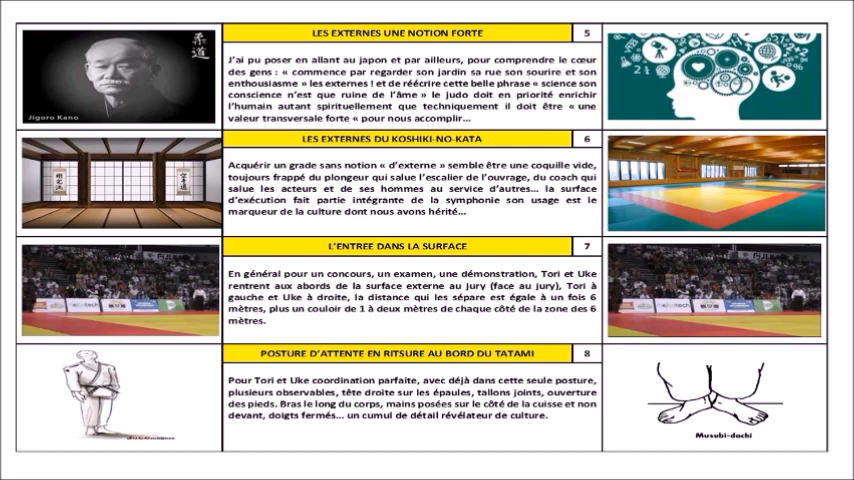 LES EXTERNES UNE NOTION FORTE
5
J'ai pu poser en allant au japon et par ailleurs, pour comprendre le cœur
des gens : « commence par regarder son jardin sa rue son sourire et son
enthousiasme » les externes ! et de réécrire cette belle phrase « science son
conscience n'est que ruine de l'âme » le judo doit en priorité enrichir
l'humain autant spirituellement que techniquement il doit être « une
valeur transversale forte « pour nous accomplir...
柔道
Jigoro Kano
LES EXTERNES DU KOSHIKI-NO-KATA
6
Acquérir un grade sans notion « d'externe » semble être une coquille vide,
toujours frappé du plongeur qui salue l'escalier de l'ouvrage, du coach qui
salue les acteurs et de ses hommes au service d'autres... la surface
d'exécution fait partie intégrante de la symphonie son usage est le
marqueur de la culture dont nous avons hérité...
L'ENTREE DANS LA SURFACE
7
En général pour un concours, un examen, une démonstration, Tori et Uke
rentrent aux abords de la surface externe au jury (face au jury), Tori à
gauche et Uke à droite, la distance qui les sépare est égale à un fois 6
mètres, plus un couloir de 1 à deux mètres de chaque côté de la zone des 6
mètres.
POSTURE D'ATTENTE EN RITSURE AU BORD DU TATAMI
8
Pour Tori et Uke coordination parfaite, avec déjà dans cette seule posture,
plusieurs observables, tête droite sur les épaules, tallons joints, ouverture
des pieds. Bras le long du corps, mains posées sur le côté de la cuisse et non
devant, doigts fermés... un cumul de détail révélateur de culture.
Musubi-dachi